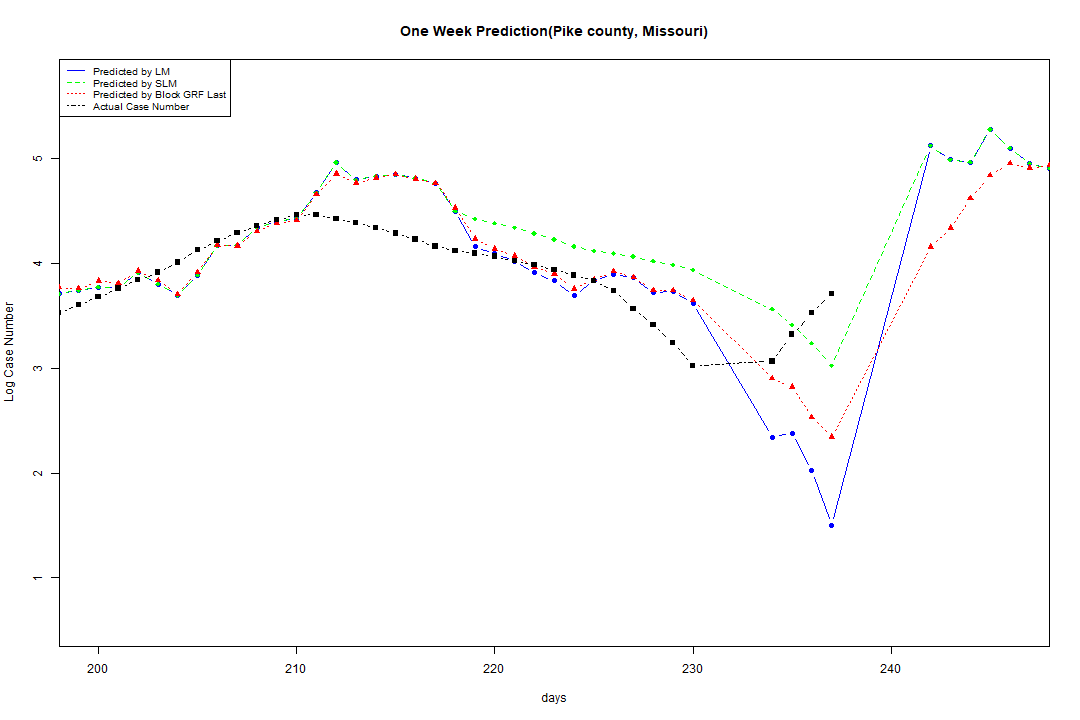 One Week Prediction(Pike county, Missouri)
Predicted by LM
Predicted by SLM
Predicted by Block GRF Last
Actual Case Number
5
4
3
2
1
Log Case Number
200 210 220 230 240
days